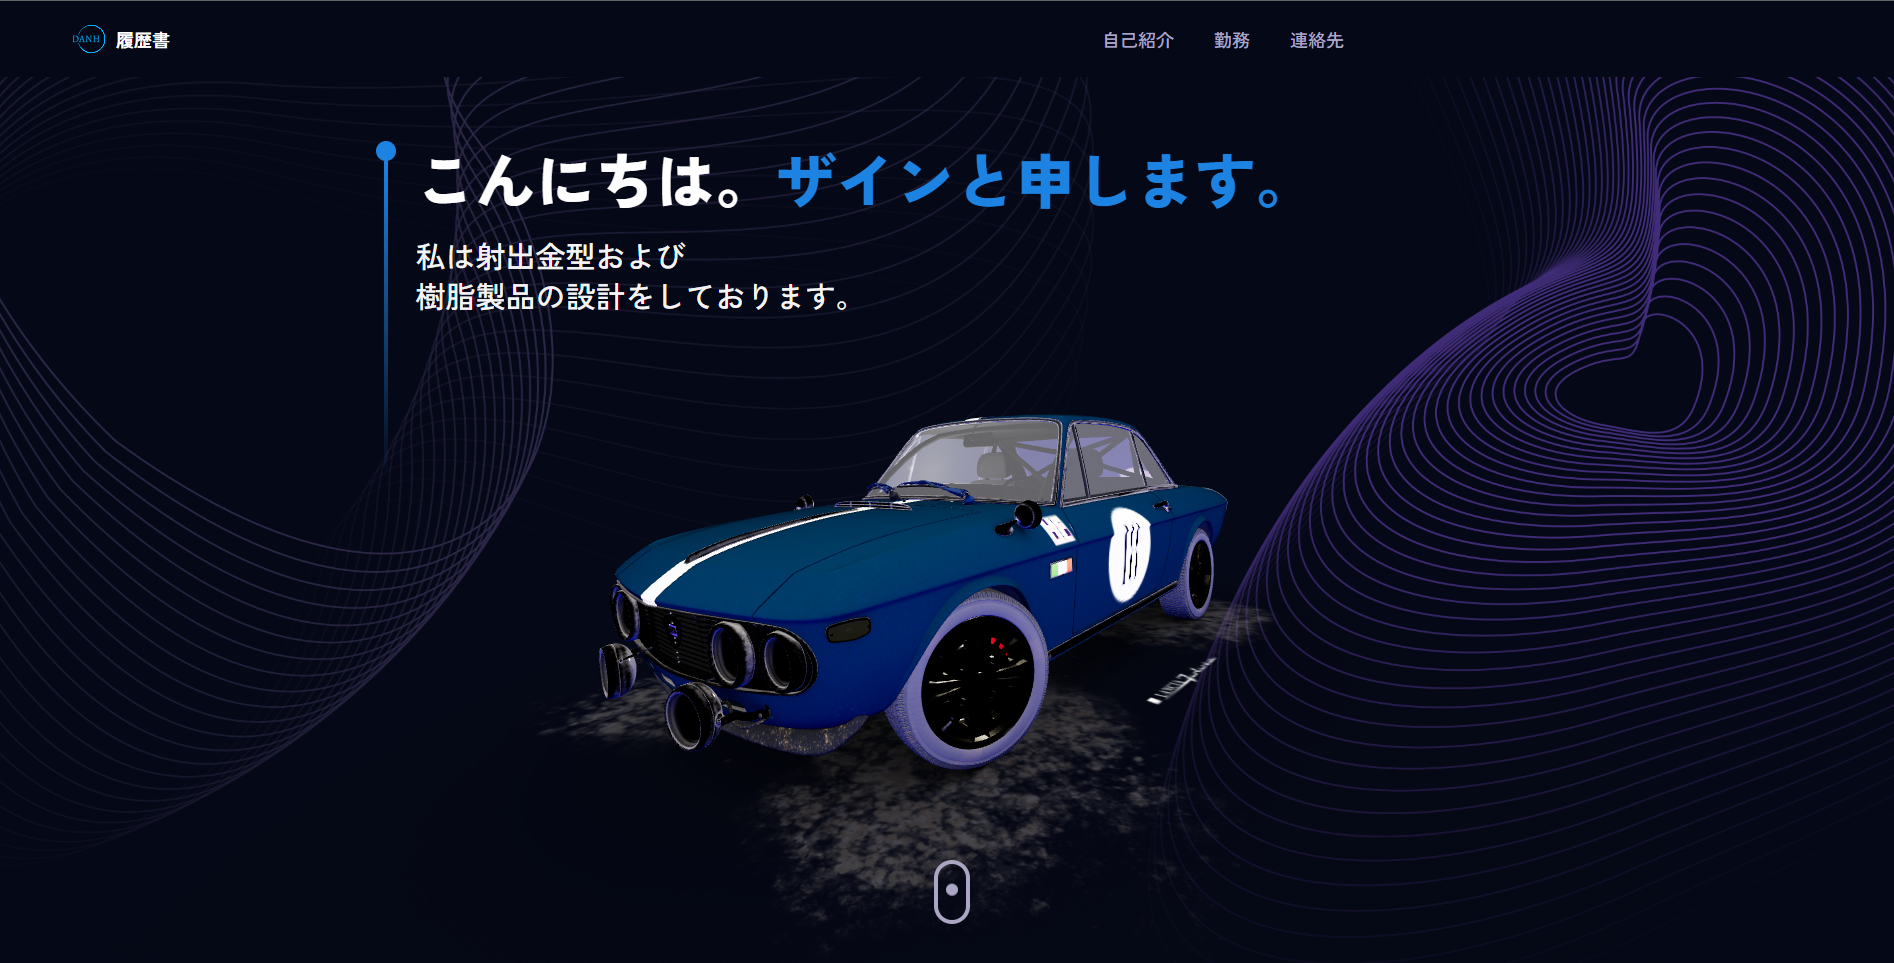 DANH 履歴書
自己紹介 勤務 連絡先
こんにちは。ザインと申します。
私は射出金型および
樹脂製品の設計をしております。